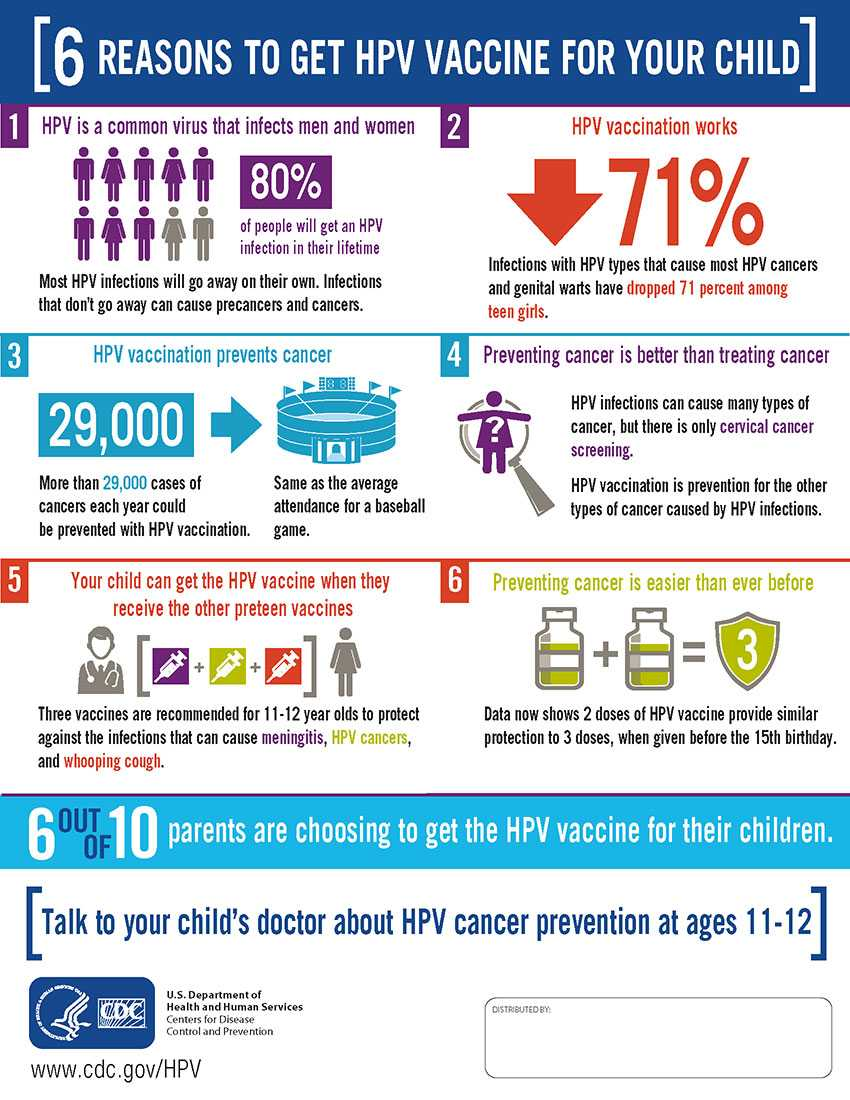 [6 REASONS TO GET HPV VACCINE FOR YOUR CHILD]
1 HPV is a common virus that infects men and women
80%
of people will get an HPV
infection in their lifetime
Most HPV infections will go away on their own. Infections
that don't go away can cause precancers and cancers.
2 HPV vaccination works
71%
Infections with HPV types that cause most HPV cancers
and genital warts have dropped 71 percent among
teen girls.
3 HPV vaccination prevents cancer
29,000
More than 29,000 cases of
cancers each year could
be prevented with HPV vaccination.
8 8
Same as the average
attendance for a baseball
game.
4 Preventing cancer is better than treating cancer
?
HPV infections can cause many types of
cancer, but there is only cervical cancer
screening.
HPV vaccination is prevention for the other
types of cancer caused by HPV infections.
5 Your child can get the HPV vaccine when they
receive the other preteen vaccines
[ + + ]
Three vaccines are recommended for 11-12 year olds to protect
against the infections that can cause meningitis, HPV cancers,
and whooping cough.
6 Preventing cancer is easier than ever before
+ = 3
Data now shows 2 doses of HPV vaccine provide similar
protection to 3 doses, when given before the 15th birthday.
6 OUT OF 10 parents are choosing to get the HPV vaccine for their children.
[Talk to your child's doctor about HPV cancer prevention at ages 11-12]
CDC
U.S. Department of
Health and Human Services
Centers for Disease
Control and Prevention
www.cdc.gov/HPV
DISTRIBUTED BY: